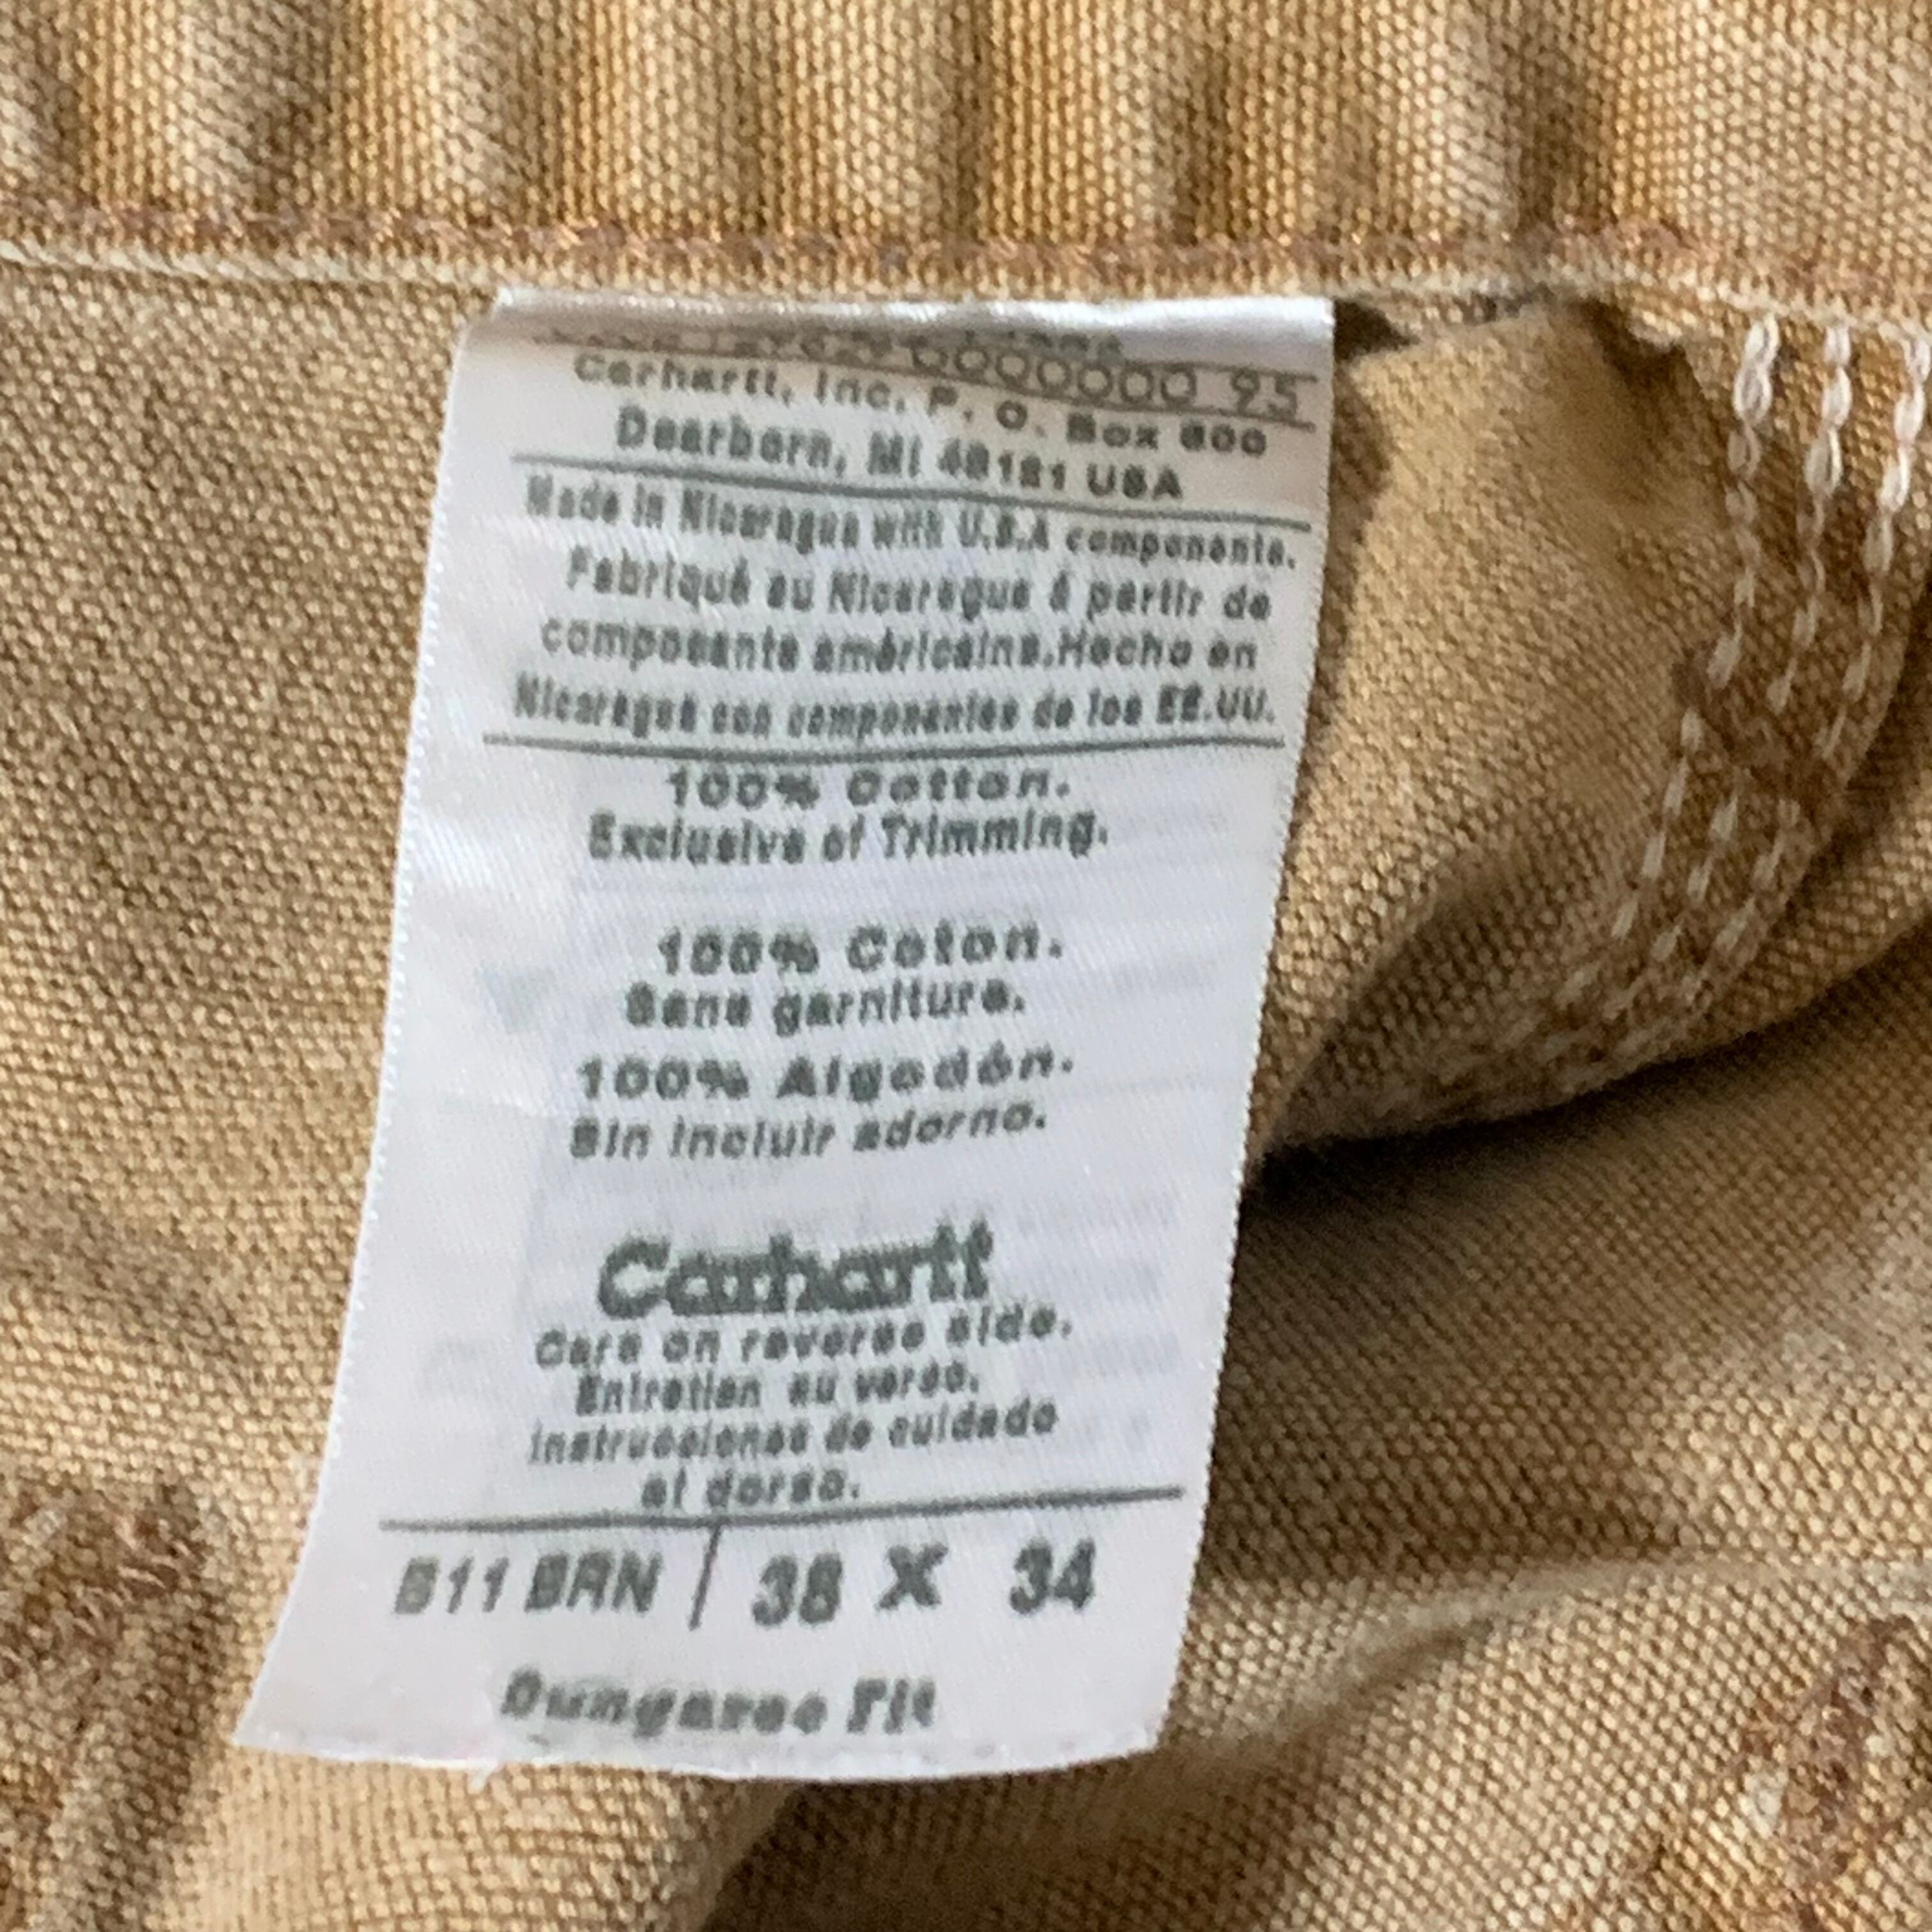 000000 95
Carhartt, Inc. P. O. Box 600
Dearborn, MI 48121 USA
Made in Nicaragua with U.S.A components.
Fabriqué au Nicaragua á partir de
composants américains.Hecho en
Nicaragua con componentes de los EE.UU.
100% Cotton.
Exclusive of Trimming.
100% Coton.
Sans garniture.
100% Algodón.
Sin incluir adorno.
Carhartt
Care on reverse side.
Entretien au verso.
instrucciones de cuidado
al dorso.
B11 BRN / 38 X 34
Dungaree Fit